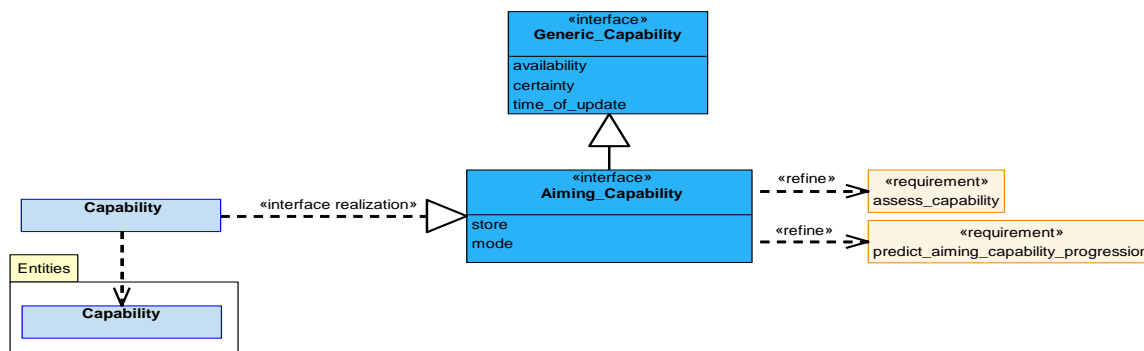 «interface»
Generic_Capability
availability
certainty
time_of_update
«interface»
Aiming_Capability
store
mode
«refine»
«requirement»
assess_capability
«refine»
«requirement»
predict_aiming_capability_progression
Capability
«interface realization»
Entities
Capability